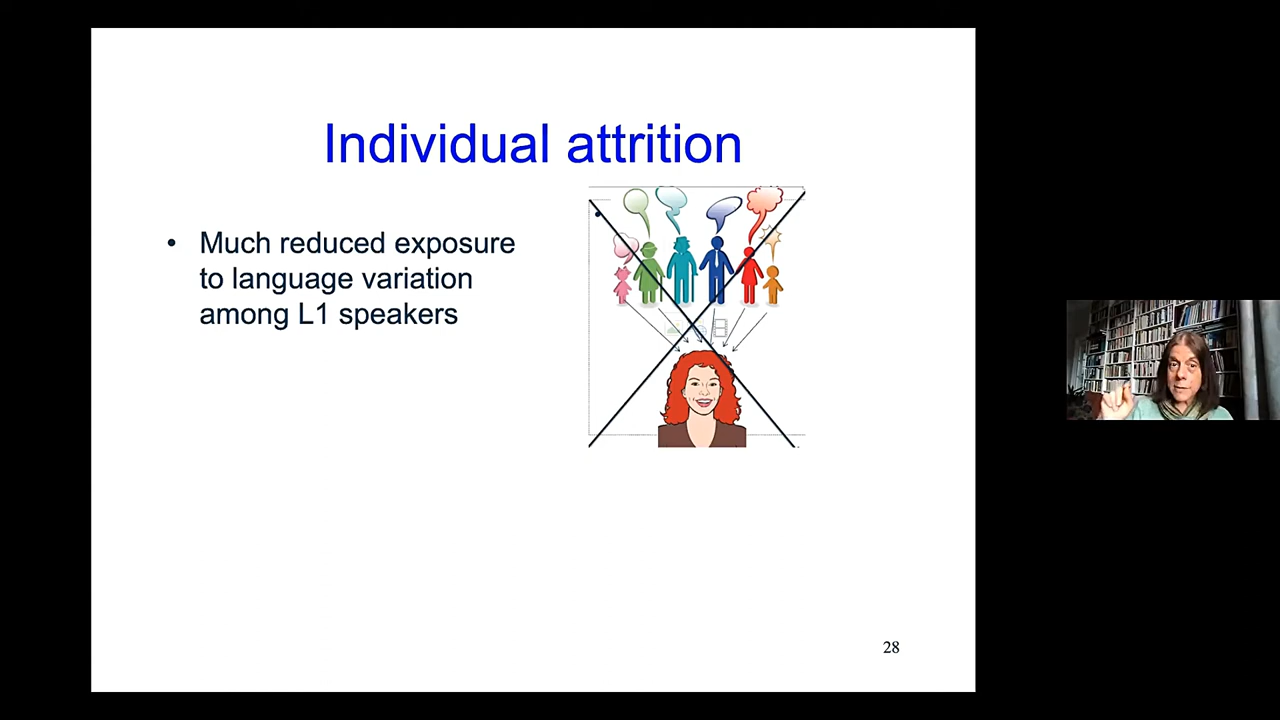 Individual attrition
• Much reduced exposure
to language variation
among L1 speakers
28